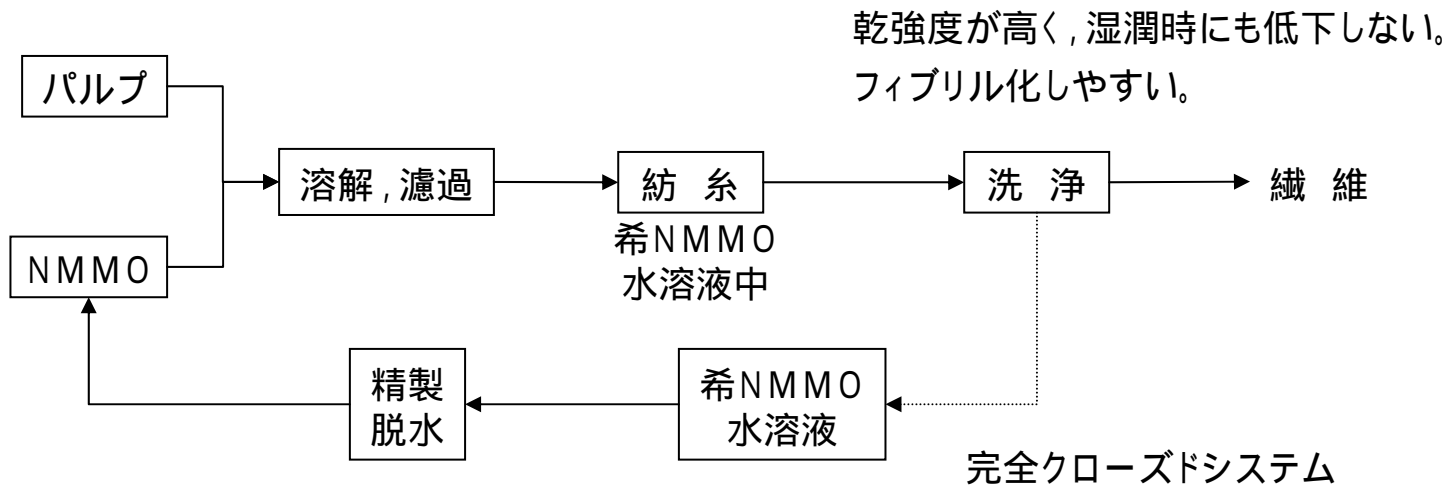 乾強度が高く,湿潤時にも低下しない。
フィブリル化しやすい。
パルプ
溶解,濾過
紡 糸
洗 浄
繊 維
希NMMO
水溶液中
NMMO
精製
脱水
希NMMO
水溶液
完全クローズドシステム